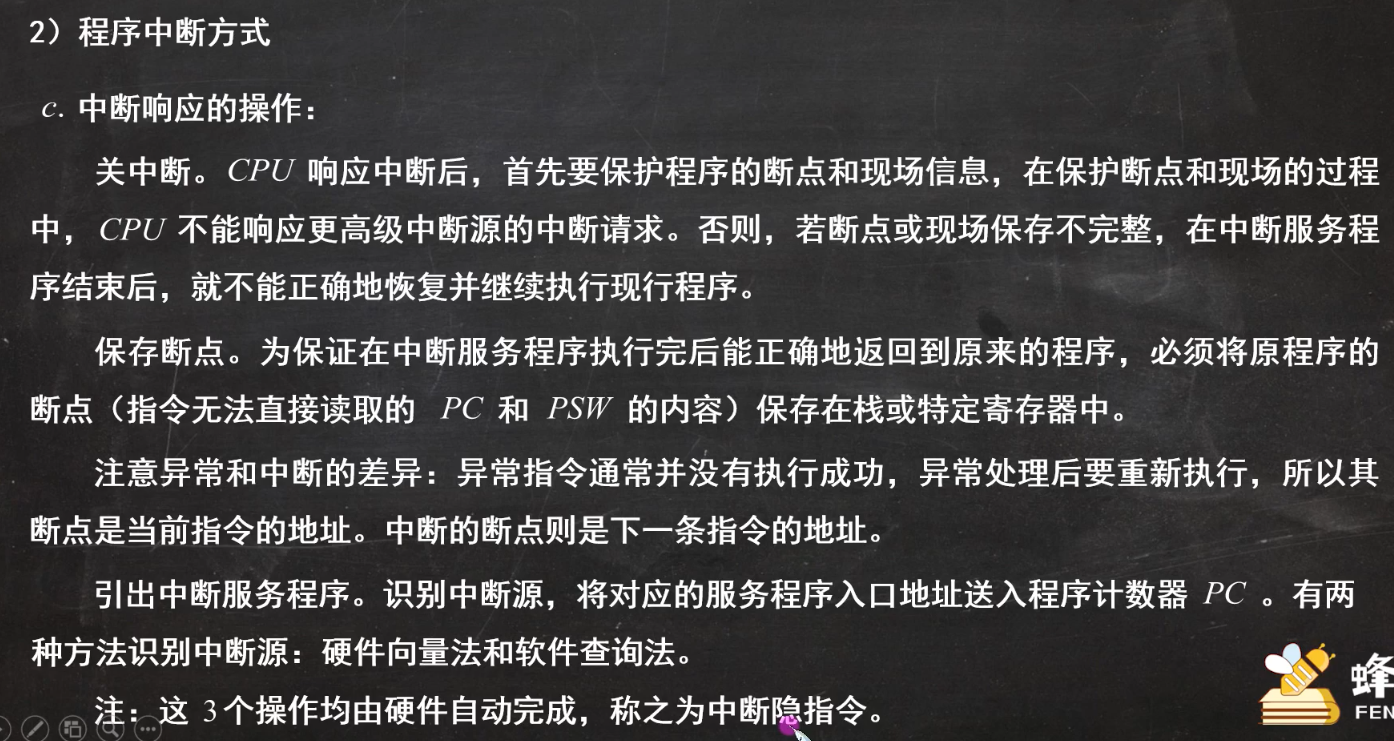 2）程序中断方式
c. 中断响应的操作：
关中断。CPU 响应中断后，首先要保护程序的断点和现场信息，在保护断点和现场的过程
中， CPU 不能响应更高级中断源的中断请求。否则，若断点或现场保存不完整，在中断服务程
序结束后，就不能正确地恢复并继续执行现行程序。
保存断点。为保证在中断服务程序执行完后能正确地返回到原来的程序，必须将原程序的
断点（指令无法直接读取的 PC 和 PSW 的内容）保存在栈或特定寄存器中。
注意异常和中断的差异：异常指令通常并没有执行成功，异常处理后要重新执行，所以其
断点是当前指令的地址。中断的断点则是下一条指令的地址。
引出中断服务程序。识别中断源，将对应的服务程序入口地址送入程序计数器 PC 。有两
种方法识别中断源：硬件向量法和软件查询法。
注：这 3个操作均由硬件自动完成，称之为中断隐指令。
蜂
FEN